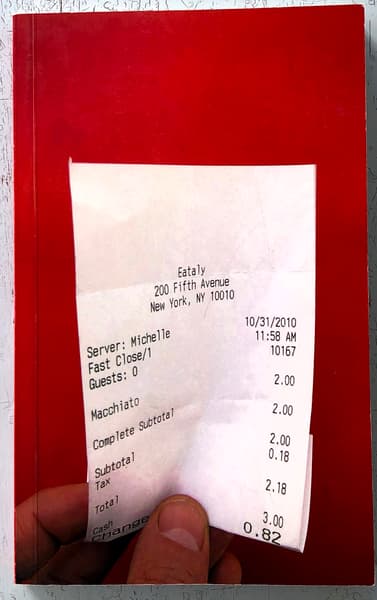 Eataly
200 Fifth Avenue
New York, NY 10010
10/31/2010
Server: Michelle 11:58 AM
Fast Close/1 10167
Guests: 0
Macchiato 2.00
Complete Subtotal 2.00
Subtotal 2.00
Tax 0.18
Total 2.18
Cash 3.00
Change 0.82